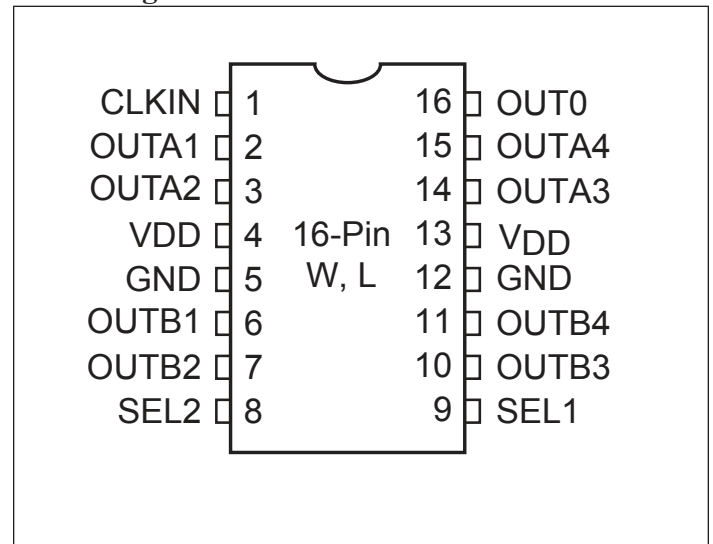 CLKIN 1 16 OUT0
OUTA1 2 15 OUTA4
OUTA2 3 14 OUTA3
VDD 4 16-Pin 13 VDD
GND 5 W, L 12 GND
OUTB1 6 11 OUTB4
OUTB2 7 10 OUTB3
SEL2 8 9 SEL1